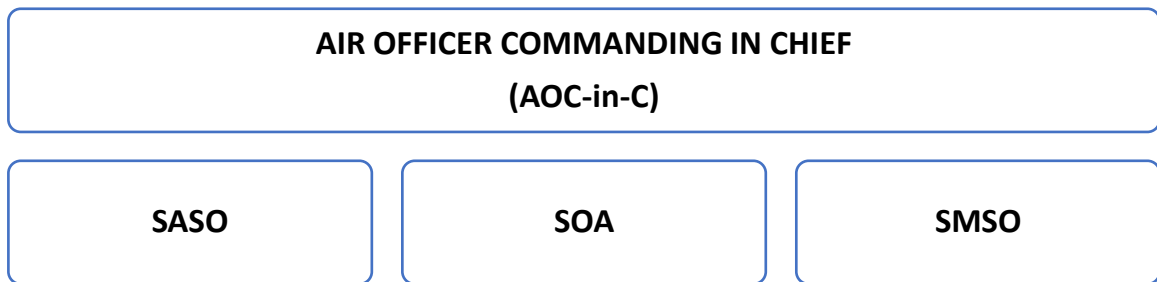 AIR OFFICER COMMANDING IN CHIEF
(AOC-in-C)
SASO
SOA
SMSO